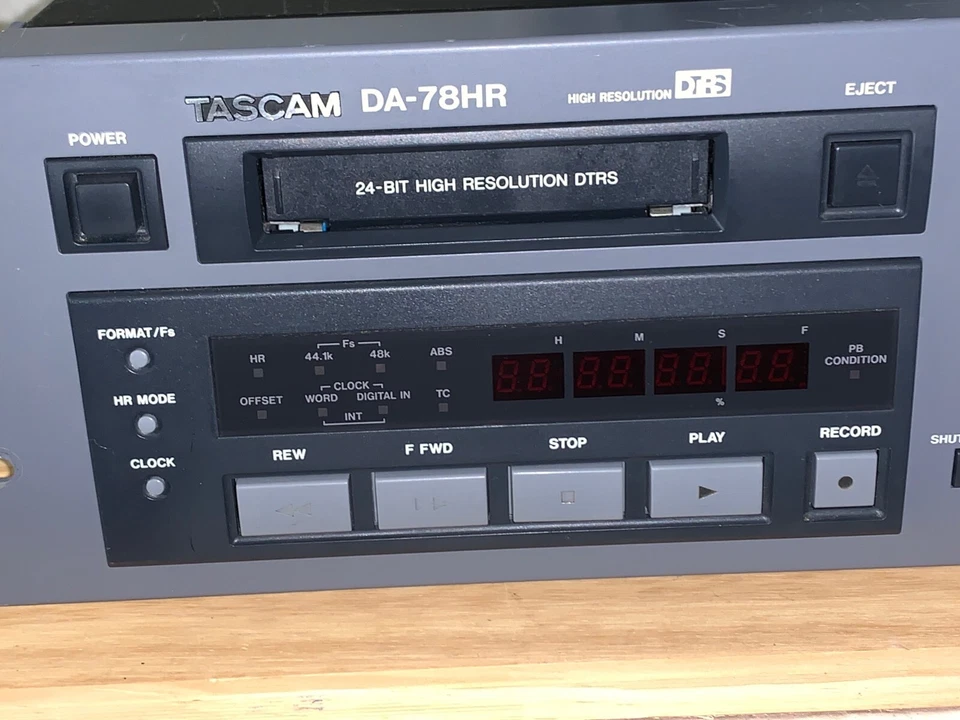 TASCAM DA-78HR
HIGH RESOLUTION DTRS
EJECT
POWER
24-BIT HIGH RESOLUTION DTRS
FORMAT/Fs
HR MODE
CLOCK
HR
Fs
44.1k 48k
ABS
OFFSET
CLOCK
WORD DIGITAL IN
INT
TC
H M S F
%
PB
CONDITION
REW
F FWD
STOP
PLAY
RECORD
SHUT